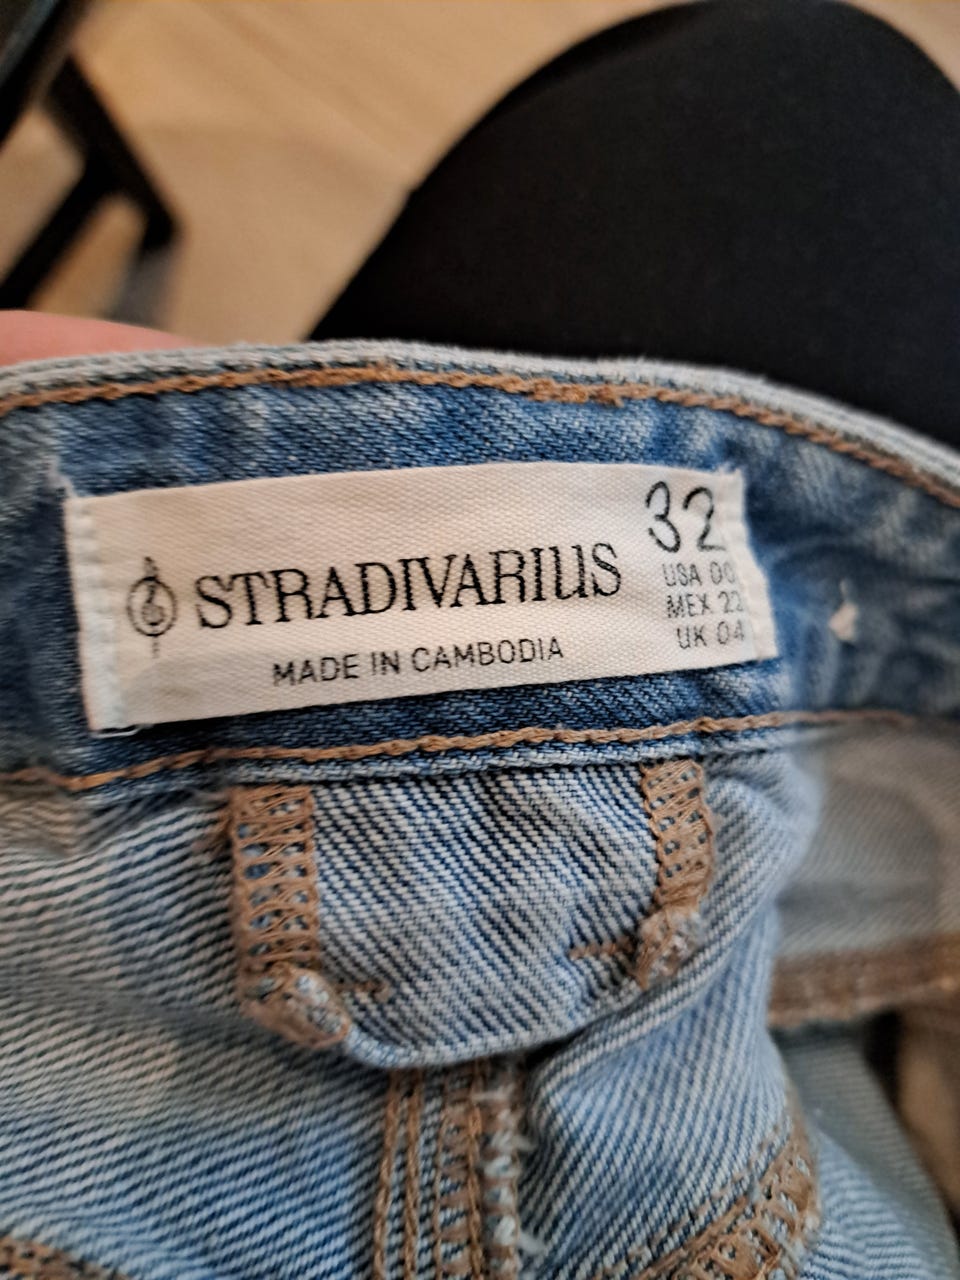 STRADIVARIUS
MADE IN CAMBODIA
32
USA 00
MEX 22
UK 04